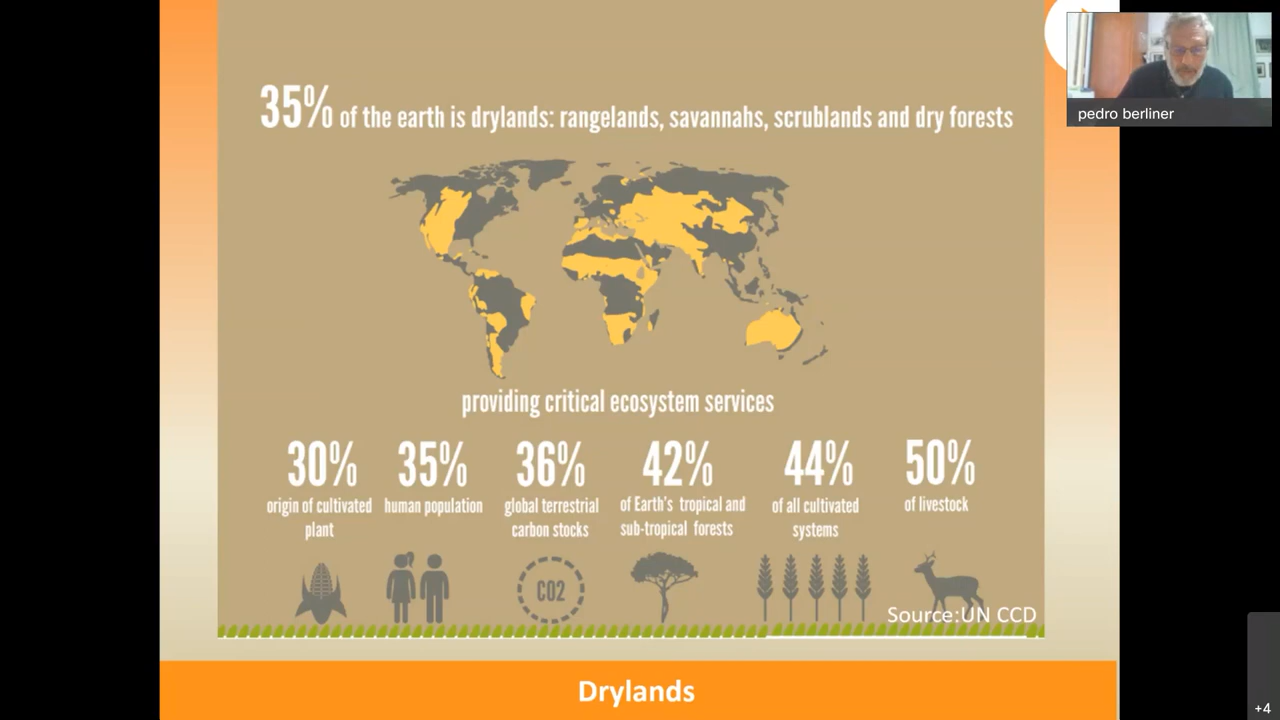 35% of the earth is drylands: rangelands, savannahs, scrublands and dry forests
providing critical ecosystem services
30%
origin of cultivated
plant
35%
human population
36%
global terrestrial
carbon stocks
42%
of Earth's tropical and
sub-tropical forests
44%
of all cultivated
systems
50%
of livestock
CO2
Source:UN CCD
Drylands
pedro berliner
+4